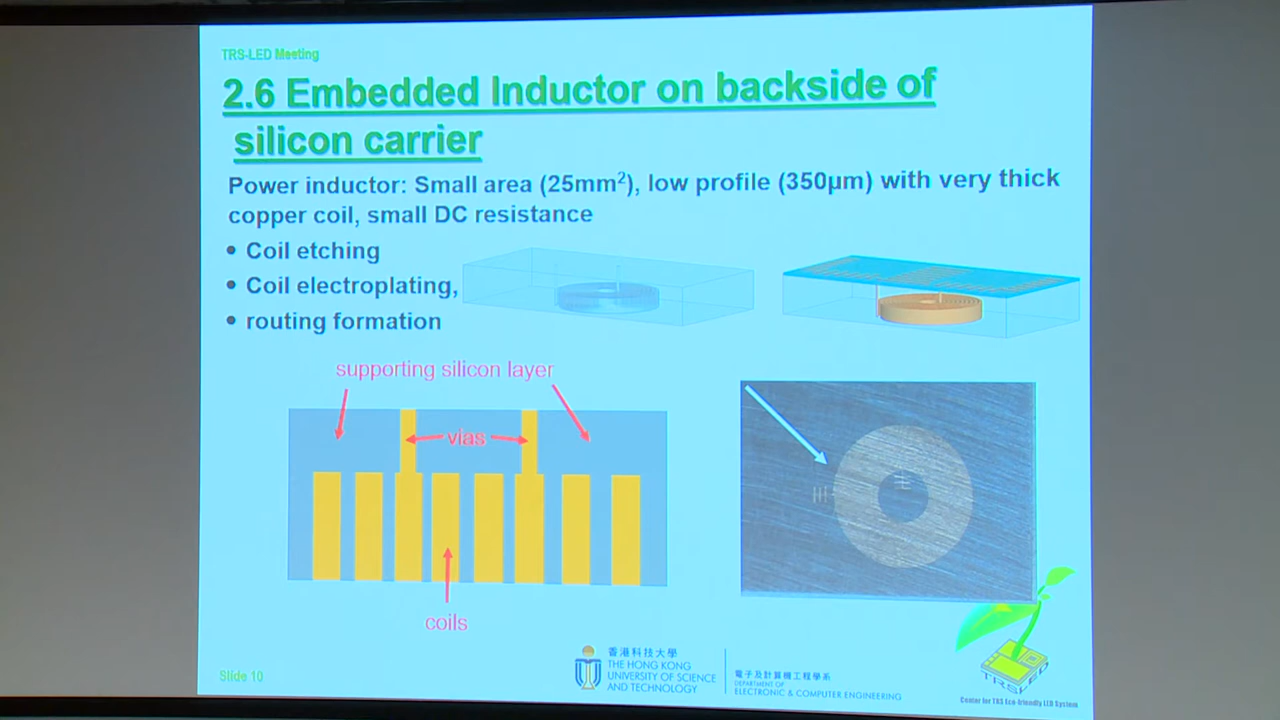 TRS-LED Meeting
2.6 Embedded Inductor on backside of
silicon carrier
Power inductor: Small area (25mm²), low profile (350μm) with very thick
copper coil, small DC resistance
• Coil etching
• Coil electroplating,
• routing formation
supporting silicon layer
vias
coils
Slide 10
香港科技大學
THE HONG KONG
UNIVERSITY OF SCIENCE
AND TECHNOLOGY
電子及計算機工程學系
DEPARTMENT OF
ELECTRONIC & COMPUTER ENGINEERING
TRSLED
Center for TRS Eco-friendly LED System